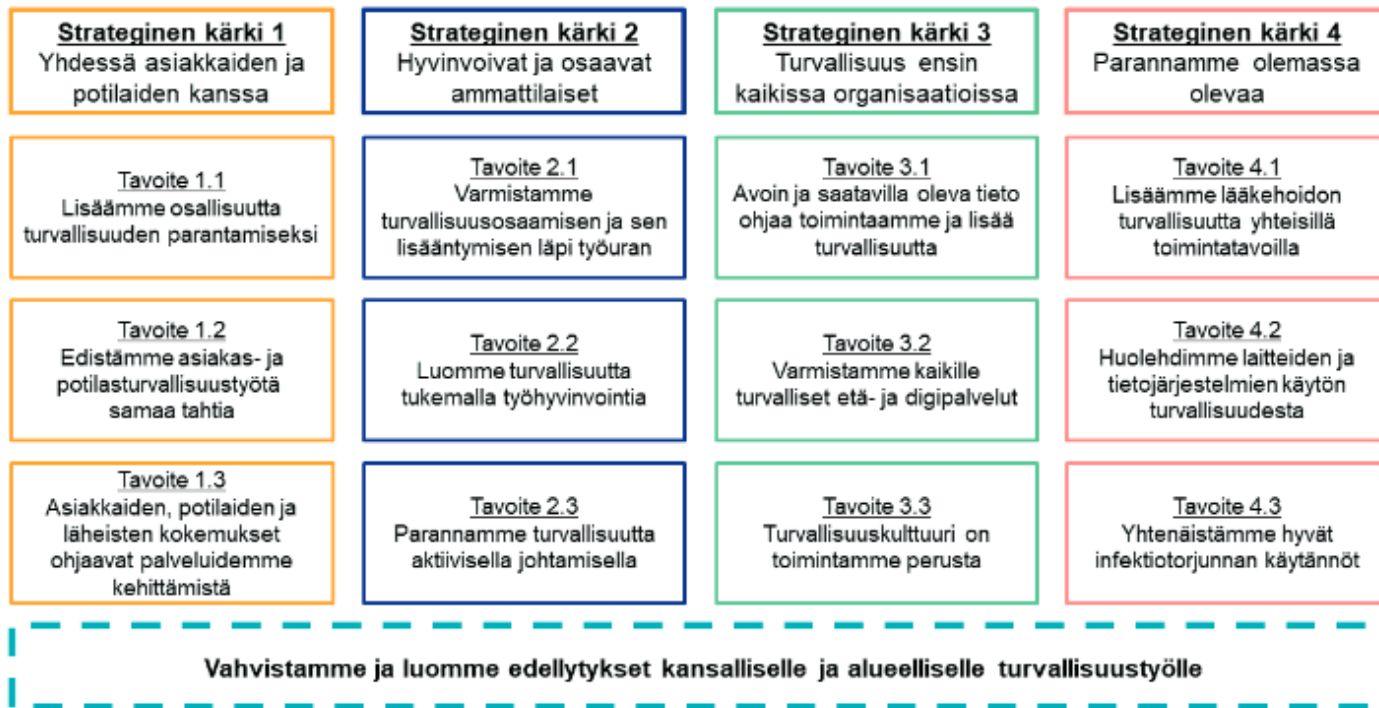 Strateginen kärki 1
Yhdessä asiakkaiden ja
potilaiden kanssa
Strateginen kärki 2
Hyvinvoivat ja osaavat
ammattilaiset
Strateginen kärki 3
Turvallisuus ensin
kaikissa organisaatioissa
Strateginen kärki 4
Parannamme olemassa
olevaa
Tavoite 1.1
Lisäämme osallisuutta
turvallisuuden parantamiseksi
Tavoite 2.1
Varmistamme
turvallisuusosaamisen ja sen
lisääntymisen läpi työuran
Tavoite 3.1
Avoin ja saatavilla oleva tieto
ohjaa toimintaamme ja lisää
turvallisuutta
Tavoite 4.1
Lisäämme lääkehoidon
turvallisuutta yhteisillä
toimintatavoilla
Tavoite 1.2
Edistämme asiakas- ja
potilasturvallisuustyötä
samaa tahtia
Tavoite 2.2
Luomme turvallisuutta
tukemalla työhyvinvointia
Tavoite 3.2
Varmistamme kaikille
turvalliset etä- ja digipalvelut
Tavoite 4.2
Huolehdimme laitteiden ja
tietojärjestelmien käytön
turvallisuudesta
Tavoite 1.3
Asiakkaiden, potilaiden ja
läheisten kokemukset
ohjaavat palveluidemme
kehittämistä
Tavoite 2.3
Parannamme turvallisuutta
aktiivisella johtamisella
Tavoite 3.3
Turvallisuuskulttuuri on
toimintamme perusta
Tavoite 4.3
Yhtenäistämme hyvät
infektiotorjunnan käytännöt
Vahvistamme ja luomme edellytykset kansalliselle ja alueelliselle turvallisuustyölle